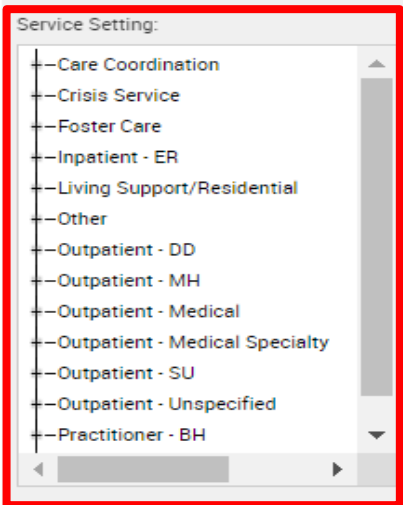 Service Setting:
Care Coordination
Crisis Service
Foster Care
Inpatient - ER
Living Support/Residential
Other
Outpatient - DD
Outpatient - MH
Outpatient - Medical
Outpatient - Medical Specialty
Outpatient - SU
Outpatient - Unspecified
Practitioner - BH